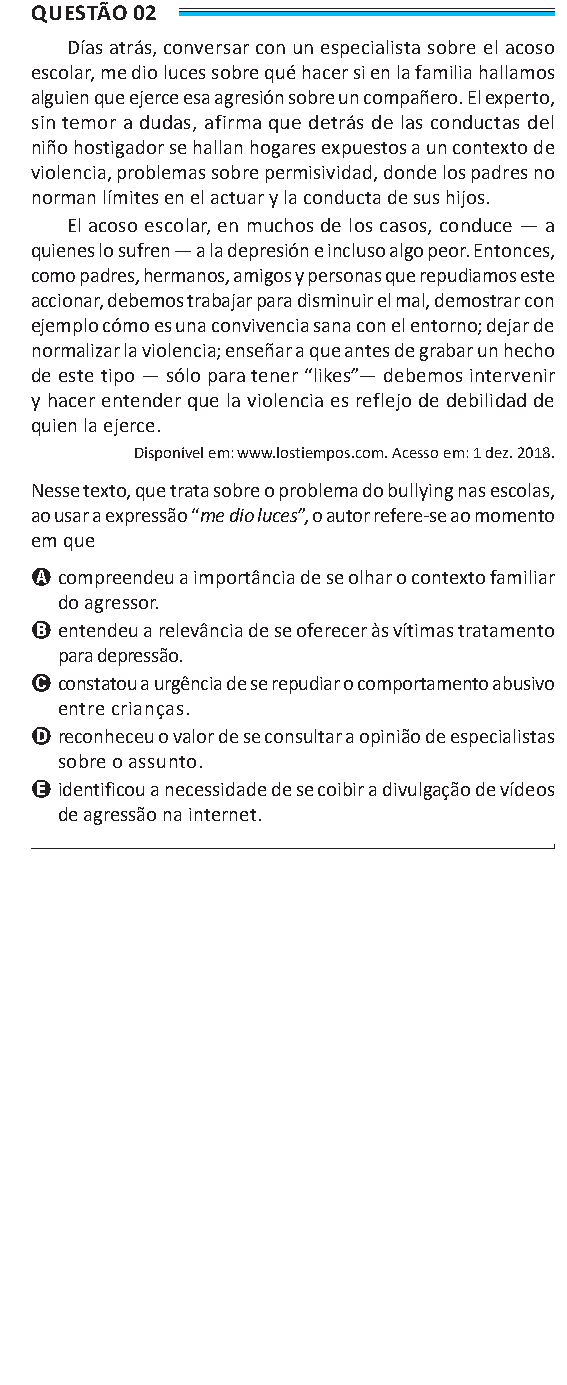 QUESTÃO 02
Días atrás, conversar con un especialista sobre el acoso
escolar, me dio luces sobre qué hacer si en la familia hallamos
alguien que ejerce esa agresión sobre un compañero. El experto,
sin temor a dudas, afirma que detrás de las conductas del
niño hostigador se hallan hogares expuestos a un contexto de
violencia, problemas sobre permisividad, donde los padres no
norman límites en el actuar y la conducta de sus hijos.
El acoso escolar, en muchos de los casos, conduce — a
quienes lo sufren — a la depresión e incluso algo peor. Entonces,
como padres, hermanos, amigos y personas que repudiamos este
accionar, debemos trabajar para disminuir el mal, demostrar con
ejemplo cómo es una convivencia sana con el entorno; dejar de
normalizar la violencia; enseñar a que antes de grabar un hecho
de este tipo — sólo para tener “likes”— debemos intervenir
y hacer entender que la violencia es reflejo de debilidad de
quien la ejerce.
Disponível em: www.lostiempos.com. Acesso em: 1 dez. 2018.
Nesse texto, que trata sobre o problema do bullying nas escolas,
ao usar a expressão “me dio luces”, o autor refere-se ao momento
em que
A compreendeu a importância de se olhar o contexto familiar
do agressor.
B entendeu a relevância de se oferecer às vítimas tratamento
para depressão.
C constatou a urgência de se repudiar o comportamento abusivo
entre crianças.
D reconheceu o valor de se consultar a opinião de especialistas
sobre o assunto.
E identificou a necessidade de se coibir a divulgação de vídeos
de agressão na internet.